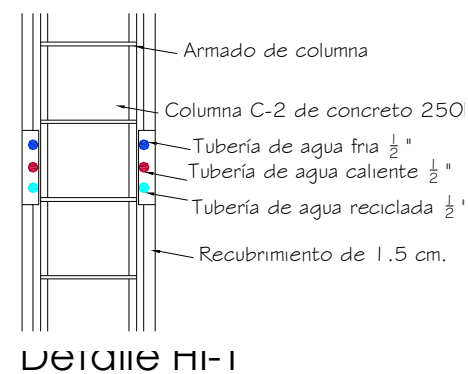 Armado de columna
Columna C-2 de concreto 250
Tubería de agua fria ½ "
Tubería de agua caliente ½ "
Tubería de agua reciclada ½ "
Recubrimiento de 1.5 cm.
Detalle HI-1